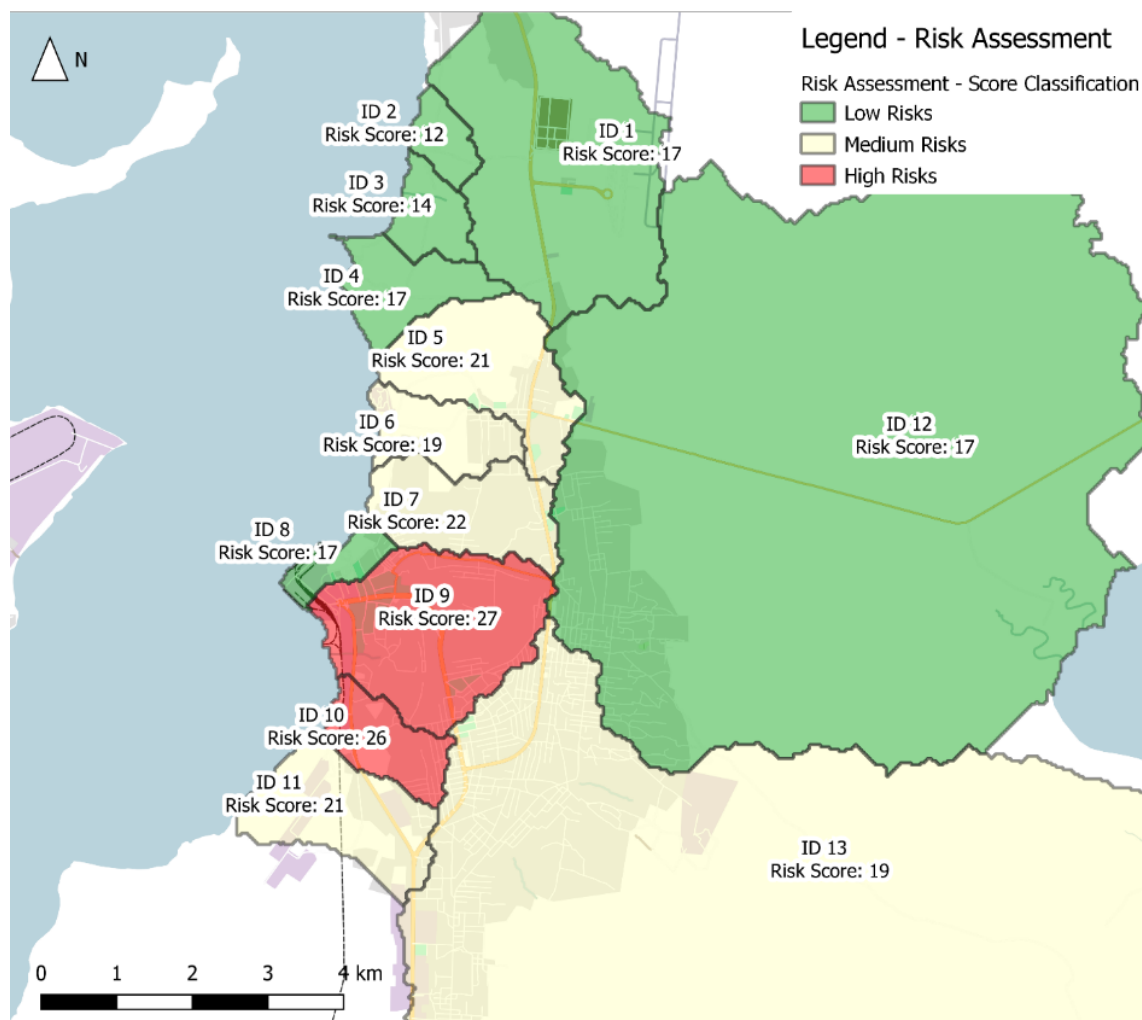 N
Legend - Risk Assessment
Risk Assessment - Score Classification
Low Risks
Medium Risks
High Risks
ID 2
Risk Score: 12
ID 1
Risk Score: 17
ID 3
Risk Score: 14
ID 4
Risk Score: 17
ID 5
Risk Score: 21
ID 6
Risk Score: 19
ID 12
Risk Score: 17
ID 7
Risk Score: 22
ID 8
Risk Score: 17
ID 9
Risk Score: 27
ID 10
Risk Score: 26
ID 11
Risk Score: 21
ID 13
Risk Score: 19
0 1 2 3 4 km